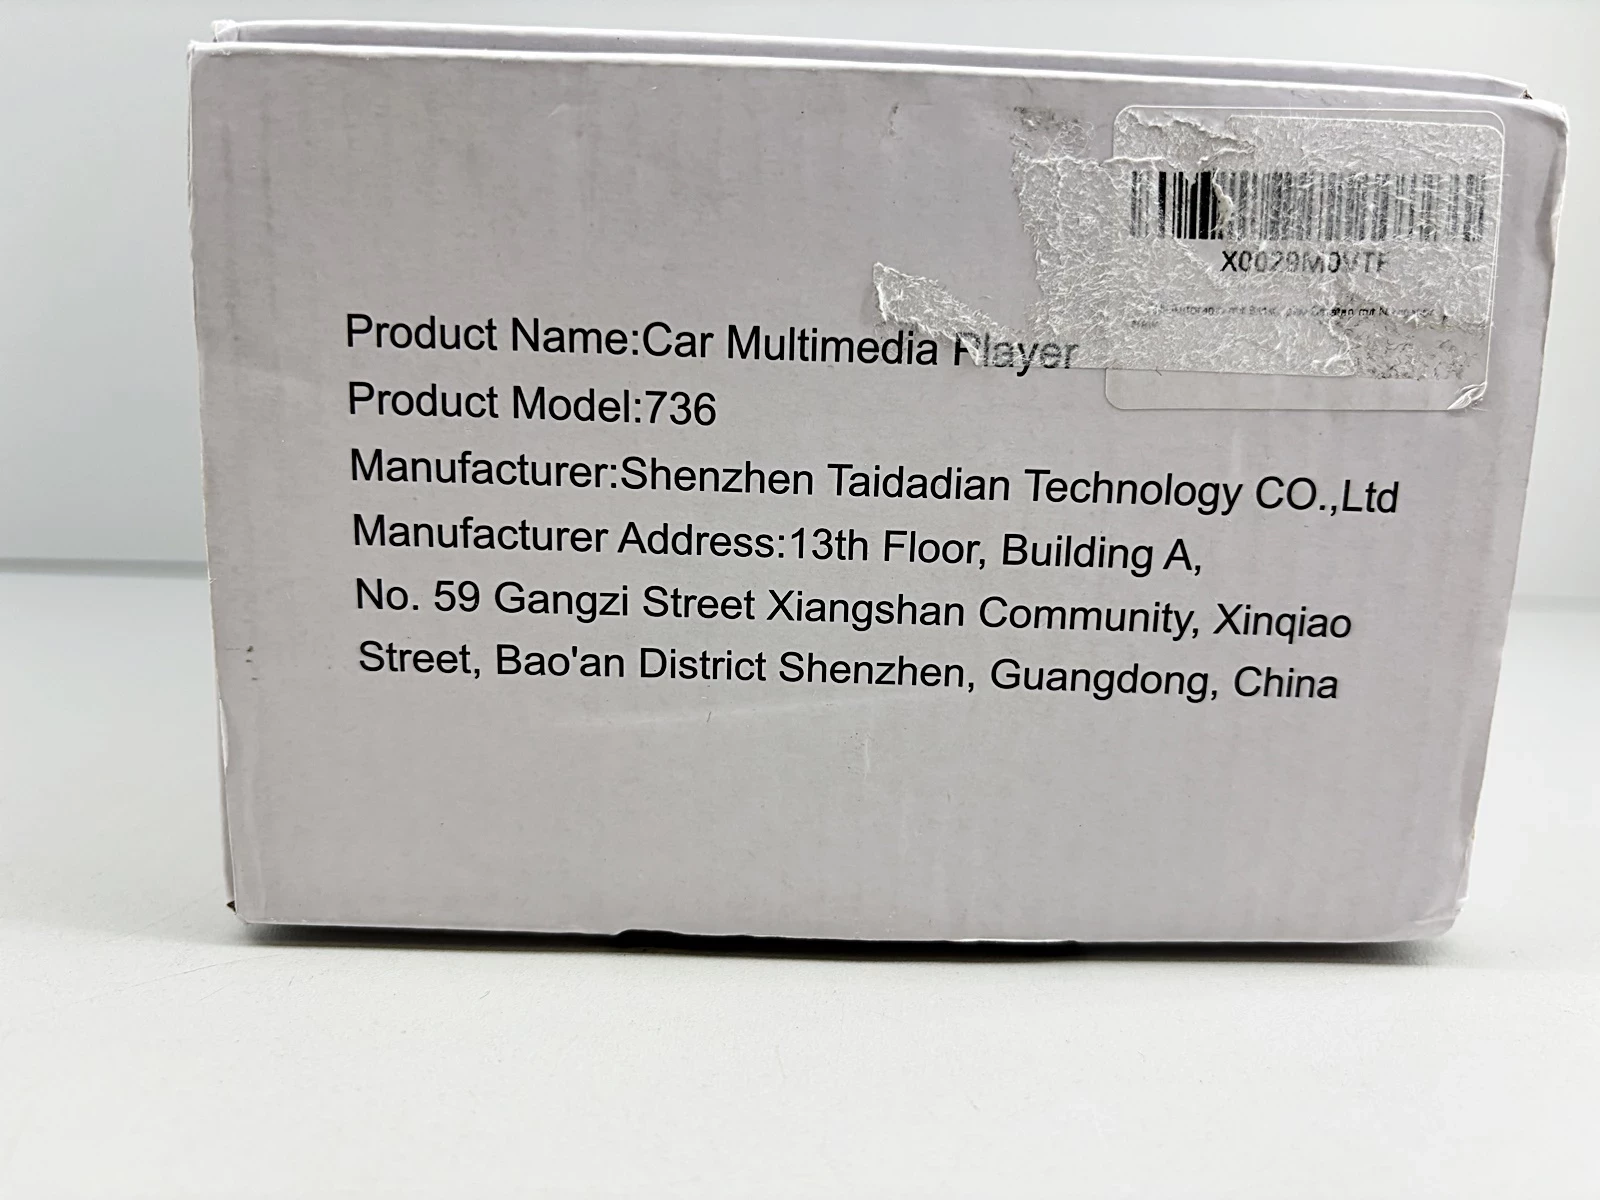 X0029M0VTF
Product Name:Car Multimedia Player
Product Model:736
Manufacturer:Shenzhen Taidadian Technology CO.,Ltd
Manufacturer Address:13th Floor, Building A,
No. 59 Gangzi Street Xiangshan Community, Xinqiao
Street, Bao'an District Shenzhen, Guangdong, China